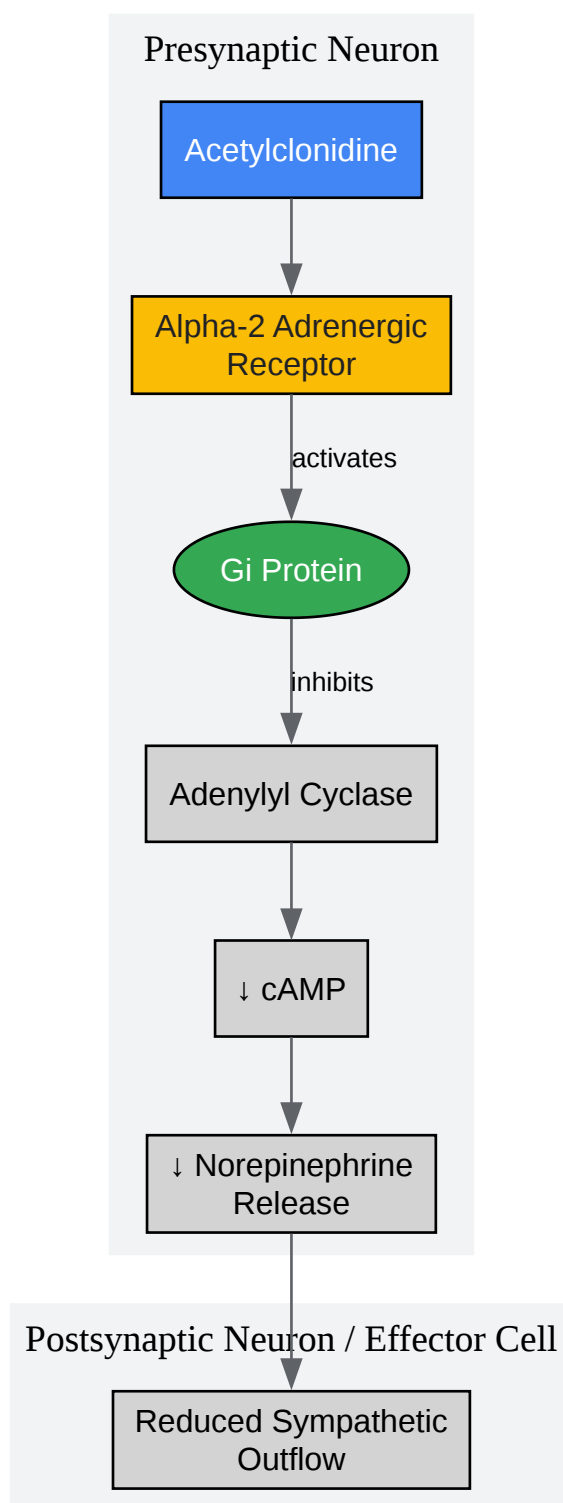 Presynaptic Neuron
Acetylclonidine
Alpha-2 Adrenergic
Receptor
activates
Gi Protein
inhibits
Adenylyl Cyclase
↓ cAMP
↓ Norepinephrine
Release
Postsynaptic Neuron / Effector Cell
Reduced Sympathetic
Outflow